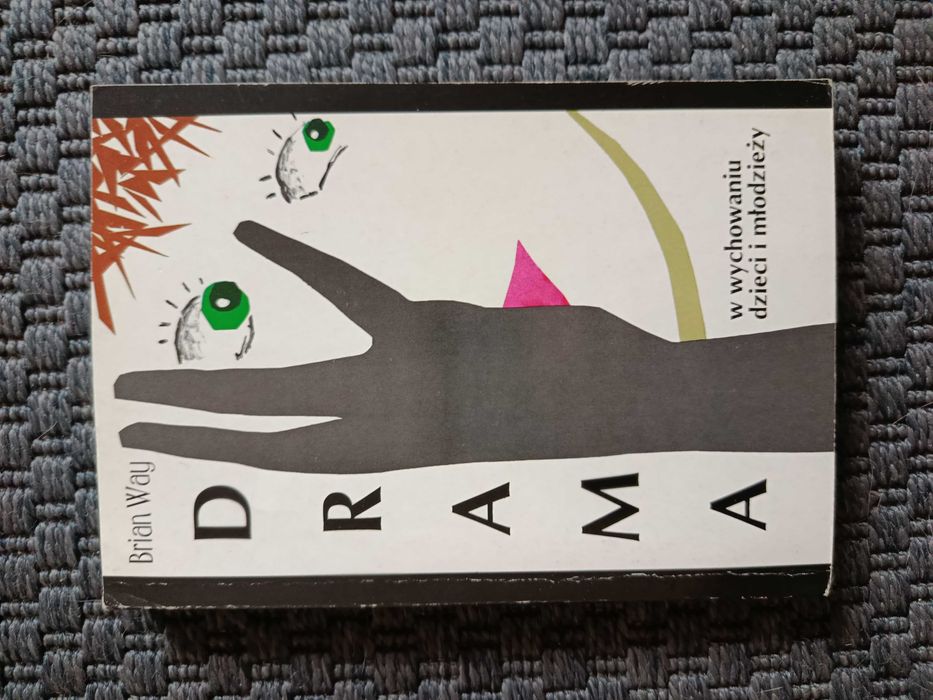 Brian Way
DRAMA
w wychowaniu
dzieci i młodzieży